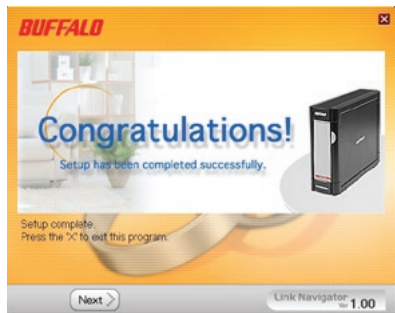 BUFFALO
Congratulations!
Setup has been completed successfully.
Setup complete.
Press the "X" to exit this program.
Next
Link Navigator
Ver 1.00